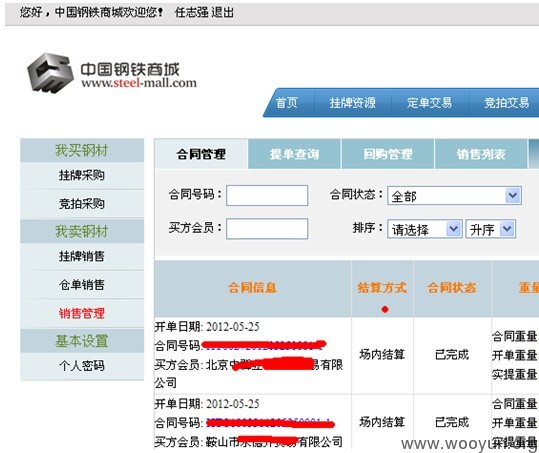 您好，中国钢铁商城欢迎您！ 任志强 退出
中国钢铁商城
www.steel-mall.com
首页 挂牌资源 定单交易 竞拍交易
我买钢材
挂牌采购
竞拍采购
我卖钢材
挂牌销售
仓单销售
销售管理
基本设置
个人密码
合同管理 提单查询 回购管理 销售列表
合同号码： 合同状态： 全部
买方会员： 排序： 请选择 升序
合同信息 结算方式 合同状态 重量
开单日期: 2012-05-25
合同号码:
买方会员: 北京中 易有限
公司
场内结算 已完成
合同重量:
开单重量:
实提重量:
开单日期: 2012-05-25
合同号码:
买方会员: 鞍山市 有限公司
场内结算 已完成
合同重量:
开单重量:
www.wooyun.org